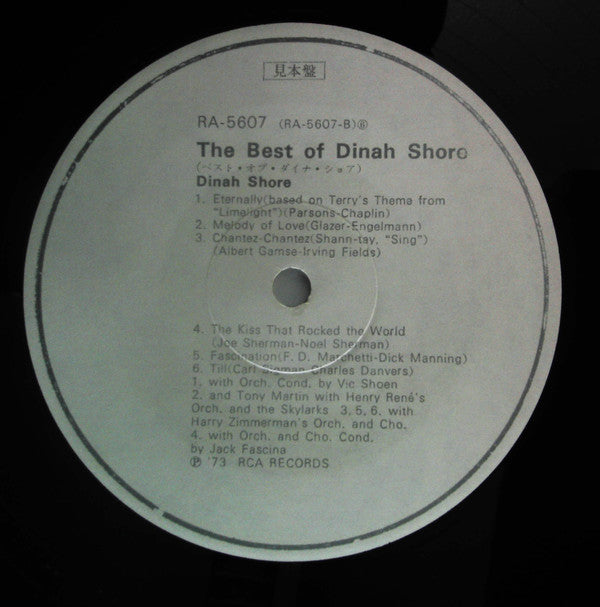 見本盤
RA-5607 (RA-5607-B)⑥
The Best of Dinah Shore
(ベスト・オブ・ダイナ・ショア)
Dinah Shore
1. Eternally(based on Terry's Theme from
"Limelight")(Parsons-Chaplin)
2. Melody of Love(Glazer-Engelmann)
3. Chantez-Chantez(Shann-tay, "Sing")
(Albert Gamse-Irving Fields)
4. The Kiss That Rocked the World
(Joe Sherman-Noel Sherman)
5. Fascination(F. D. Marchetti-Dick Manning)
6. Till(Carl Sigman-Charles Danvers)
1. with Orch. Cond. by Vic Shoen
2. and Tony Martin with Henry René's
Orch. and the Skylarks 3, 5, 6. with
Harry Zimmerman's Orch. and Cho.
4. with Orch. and Cho. Cond.
by Jack Fascina
℗ '73 RCA RECORDS